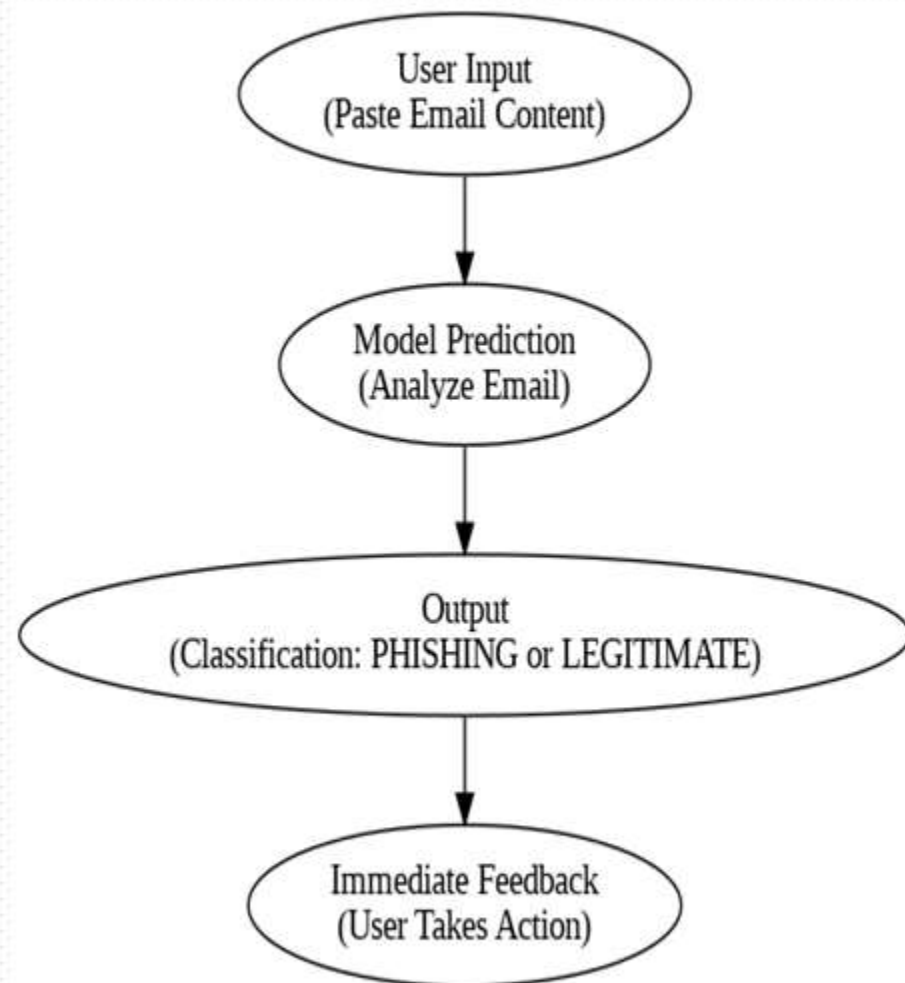 User Input
(Paste Email Content)
Model Prediction
(Analyze Email)
Output
(Classification: PHISHING or LEGITIMATE)
Immediate Feedback
(User Takes Action)